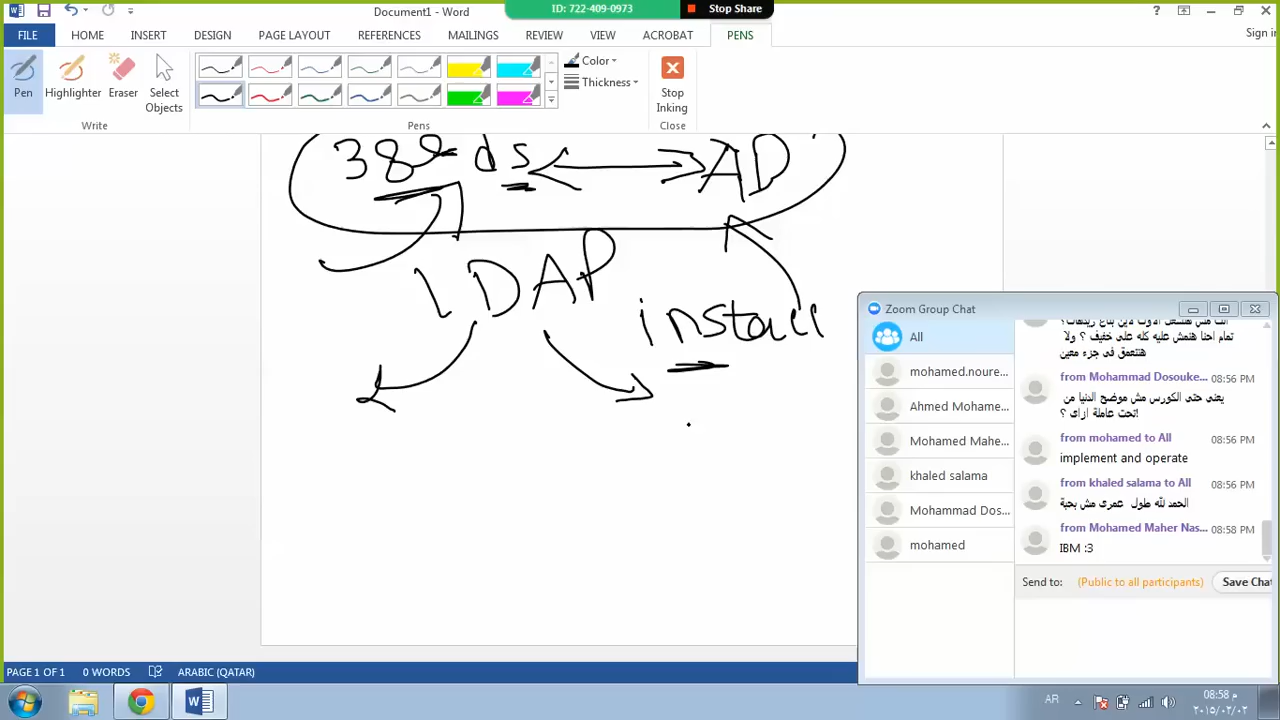 Document1 - Word
ID: 722-409-0973
Stop Share
?
Sign in
FILE HOME INSERT DESIGN PAGE LAYOUT REFERENCES MAILINGS REVIEW VIEW ACROBAT PENS
Pen
Highlighter
Eraser
Select Objects
Color
Thickness
Stop Inking
Write
Pens
Close
389 ds AD
LDAP
install
Zoom Group Chat
All
mohamed.noure...
Ahmed Mohame...
Mohamed Mahe...
khaled salama
Mohammad Dos...
mohamed
تمام احنا هنمش عليه كله على خفيف ؟ ولا
هنتعمق فى جزء معين
from Mohammad Dosouke... 08:56 PM
يعنى حتى الكورس مش موضح الدنيا من
تحت عاملة ازاى ؟!
from mohamed to All 08:56 PM
implement and operate
from khaled salama to All 08:56 PM
الحمد لله طول عمرى مش بحبة
from Mohamed Maher Nas... 08:58 PM
IBM :3
Send to: (Public to all participants) Save Chat
PAGE 1 OF 1 0 WORDS ARABIC (QATAR)
AR
08:58 م
٢٠١٥/٠٢/٠٢